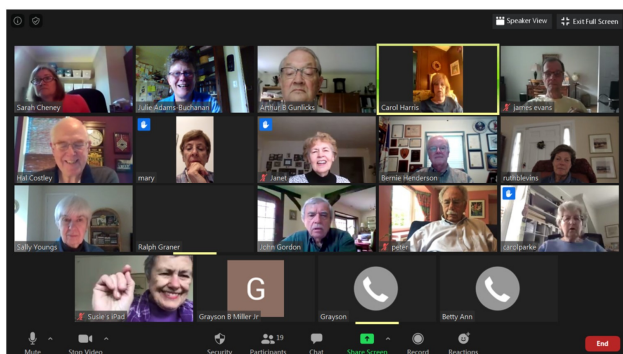 Speaker View
Exit Full Screen
Sarah Cheney
Julie Adams-Buchanan
Arthur B Gunlicks
Carol Harris
james evans
Hal Costley
mary
Janet
Bernie Henderson
ruthblevins
Sally Youngs
Ralph Graner
John Gordon
peter
carolparke
Susie's iPad
Grayson B Miller Jr
G
Grayson
Betty Ann
Mute
Stop Video
Security
Participants
19
Chat
Share Screen
Record
Reactions
End